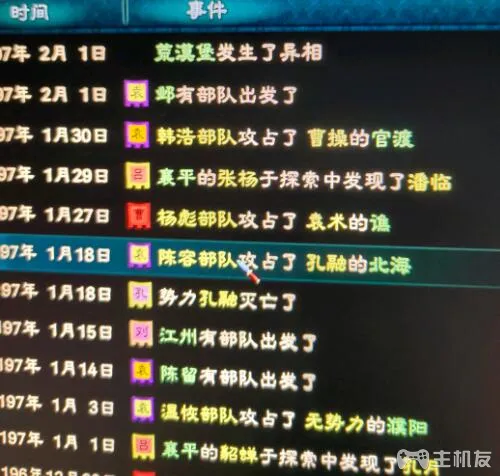 时间 事件
97年 2月 1日 荒漠堡发生了异相
97年 2月 1日 袁 邺有部队出发了
97年 1月30日 袁 韩浩部队攻占了 曹操的官渡
97年 1月29日 吕 襄平的张杨于探索中发现了潘临
97年 1月27日 曹 杨彪部队攻占了 袁术的谯
97年 1月18日 袁 陈容部队攻占了 孔融的北海
97年 1月18日 孔 势力孔融灭亡了
97年 1月15日 刘 江州有部队出发了
97年 1月14日 袁 陈留有部队出发了
197年 1月 3日 袁 温恢部队攻占了 无势力的濮阳
197年 1月 1日 吕 襄平的貂蝉于探索中发现了
主机友